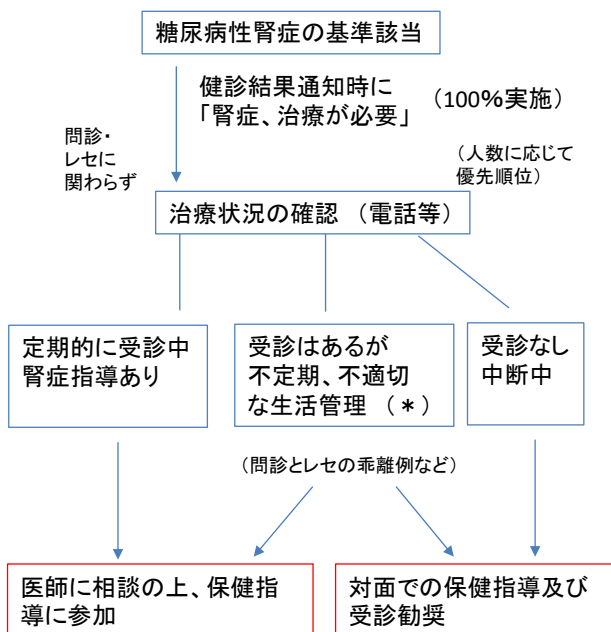 糖尿病性腎症の基準該当
健診結果通知時に
「腎症、治療が必要」 (100%実施)
問診・
レセに
関わらず
(人数に応じて
優先順位)
治療状況の確認 (電話等)
定期的に受診中
腎症指導あり
受診はあるが
不定期、不適切
な生活管理 (*)
受診なし
中断中
(問診とレセの乖離例など)
医師に相談の上、保健指
導に参加
対面での保健指導及び
受診勧奨